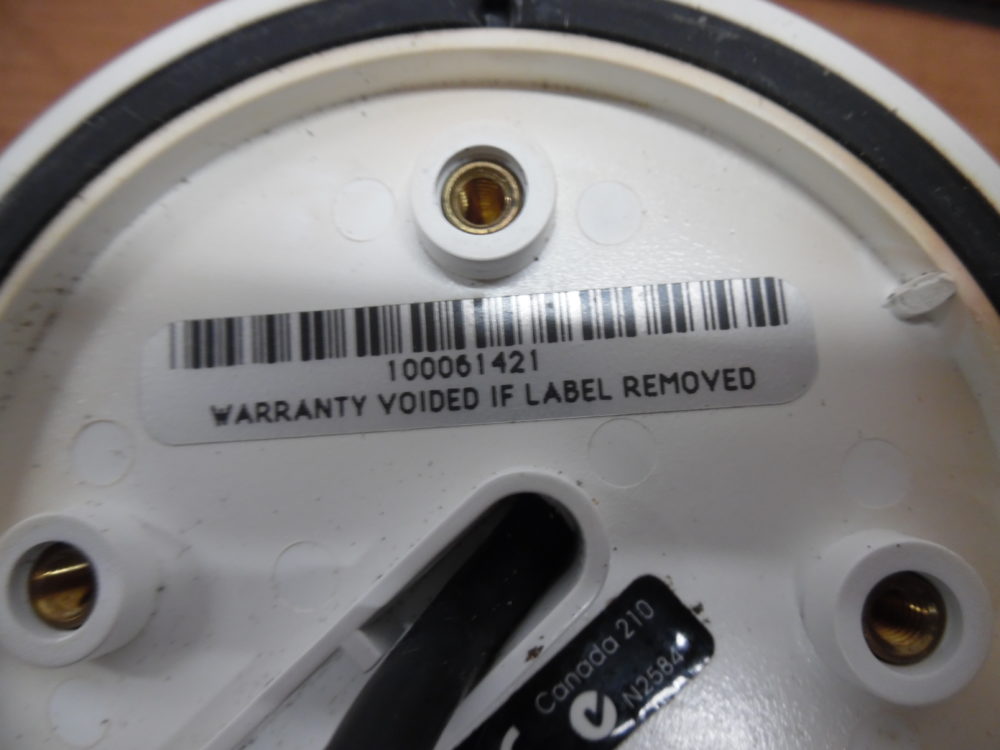 100061421
WARRANTY VOIDED IF LABEL REMOVED
Canada 210
N2584